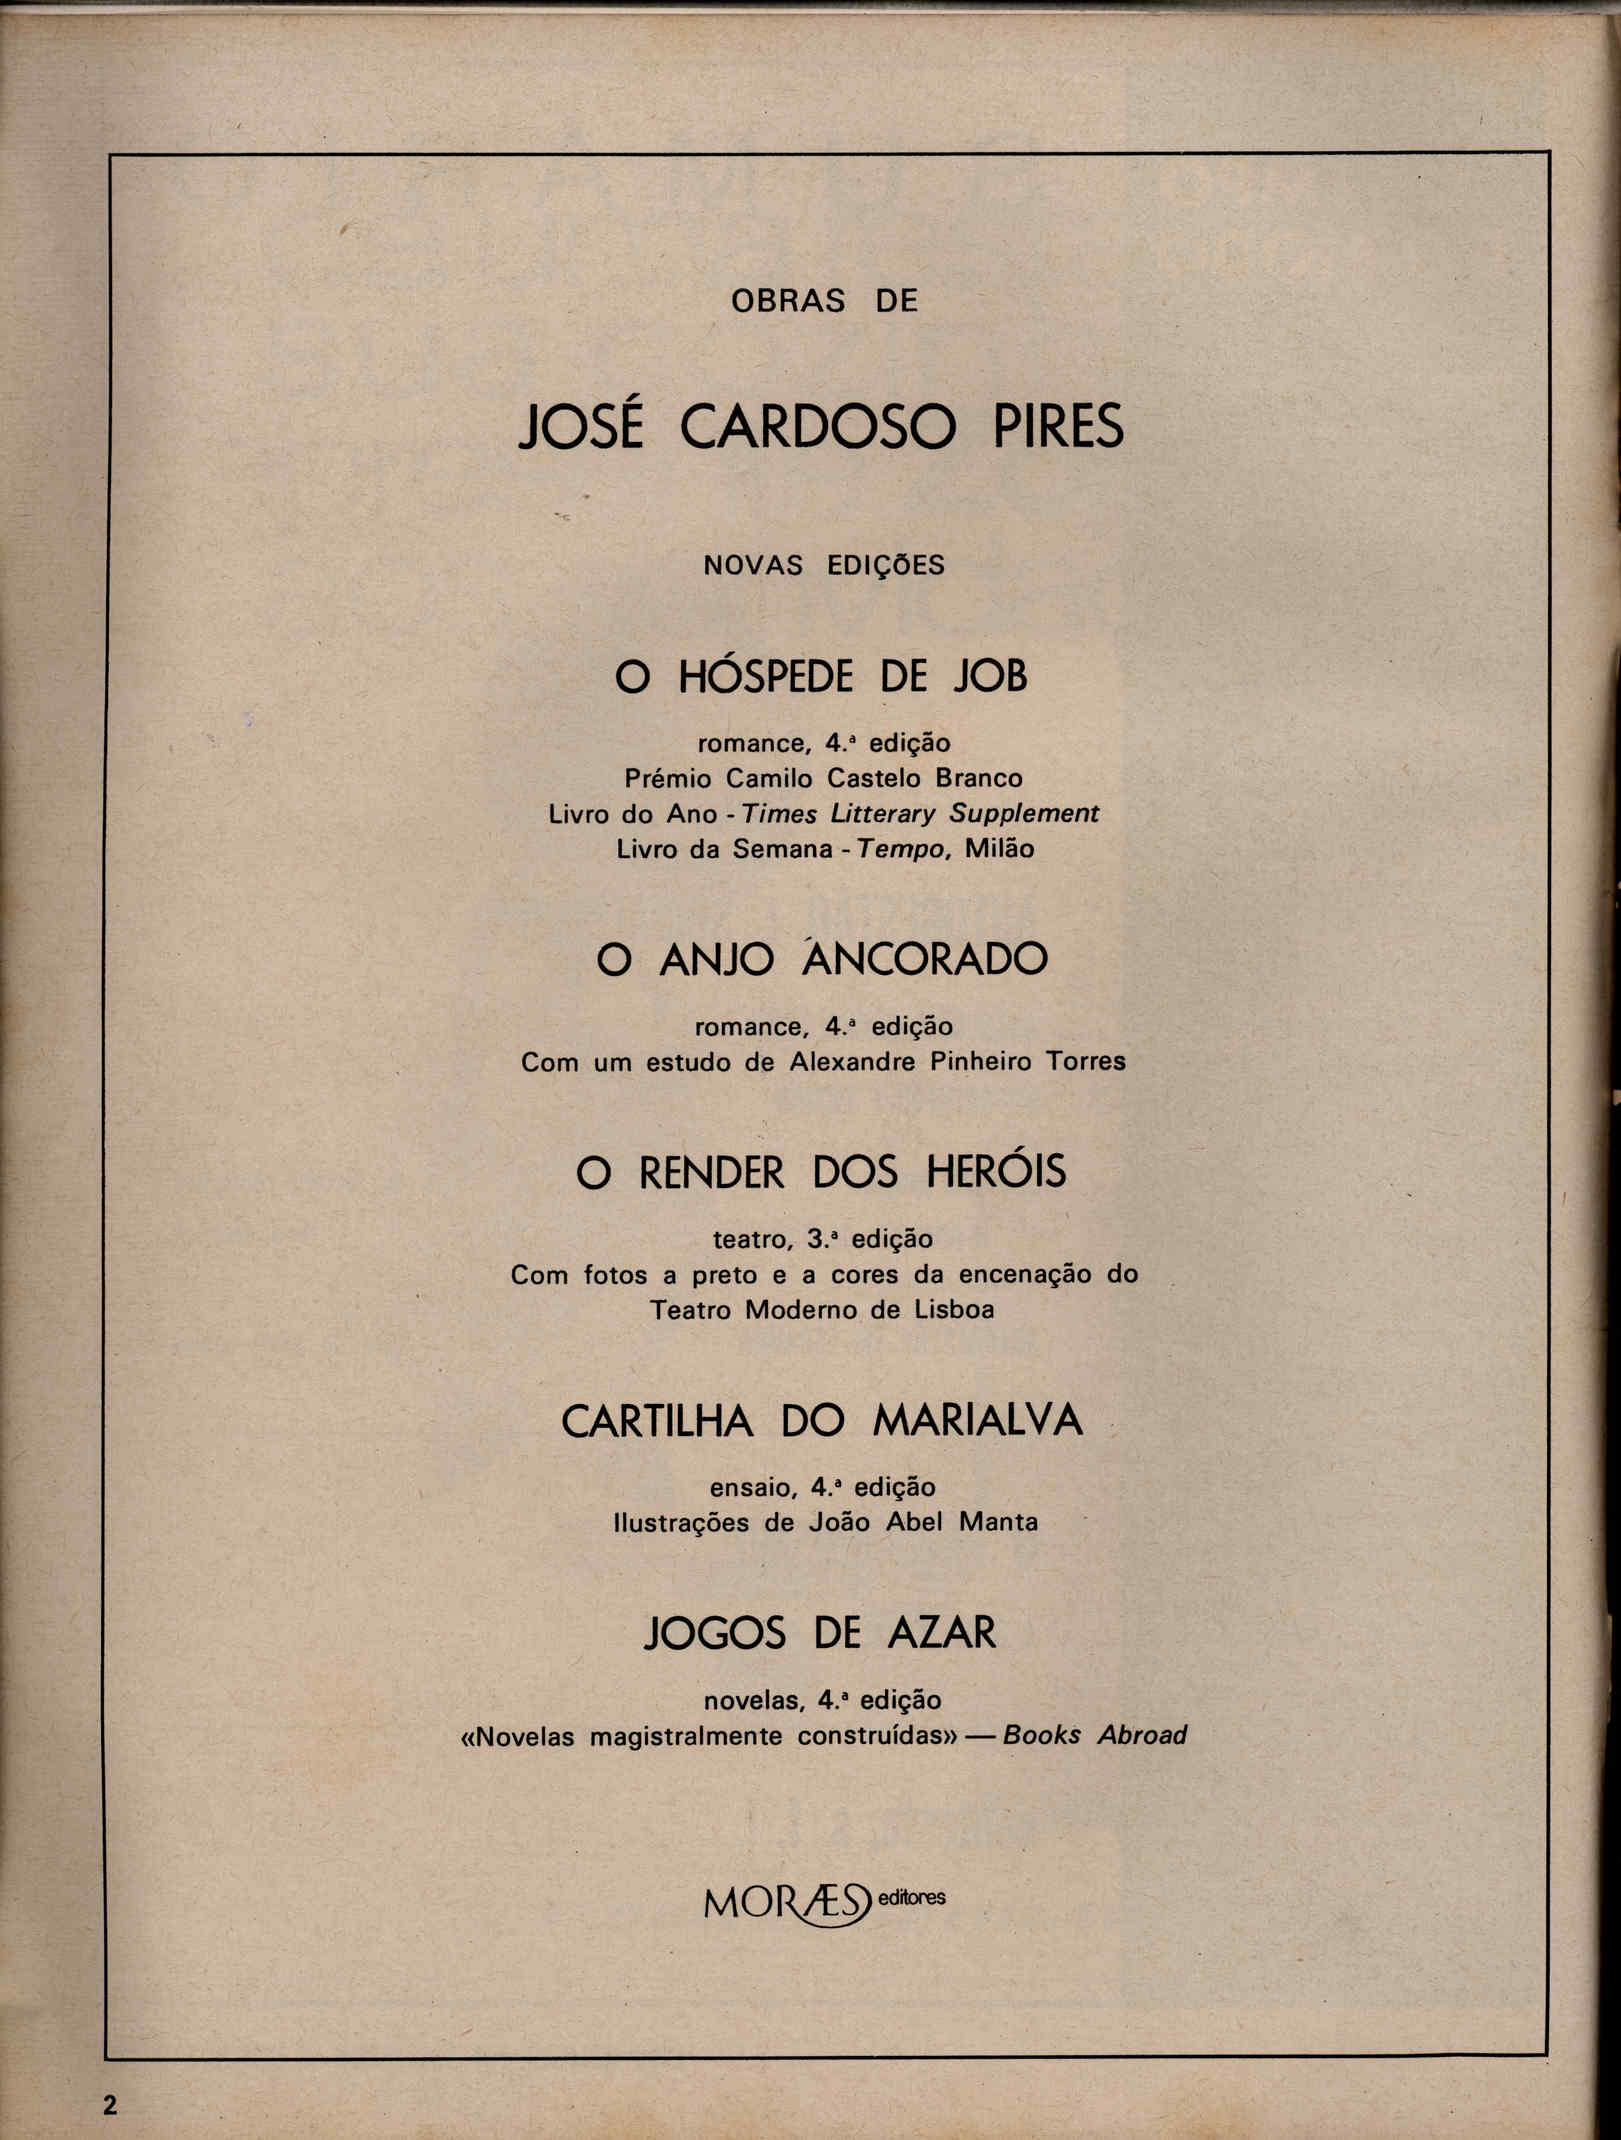 OBRAS DE
JOSÉ CARDOSO PIRES
NOVAS EDIÇÕES
O HÓSPEDE DE JOB
romance, 4.ª edição
Prémio Camilo Castelo Branco
Livro do Ano - Times Litterary Supplement
Livro da Semana - Tempo, Milão
O ANJO ANCORADO
romance, 4.ª edição
Com um estudo de Alexandre Pinheiro Torres
O RENDER DOS HERÓIS
teatro, 3.ª edição
Com fotos a preto e a cores da encenação do
Teatro Moderno de Lisboa
CARTILHA DO MARIALVA
ensaio, 4.ª edição
Ilustrações de João Abel Manta
JOGOS DE AZAR
novelas, 4.ª edição
«Novelas magistralmente construídas» — Books Abroad
MORÆS editores
2